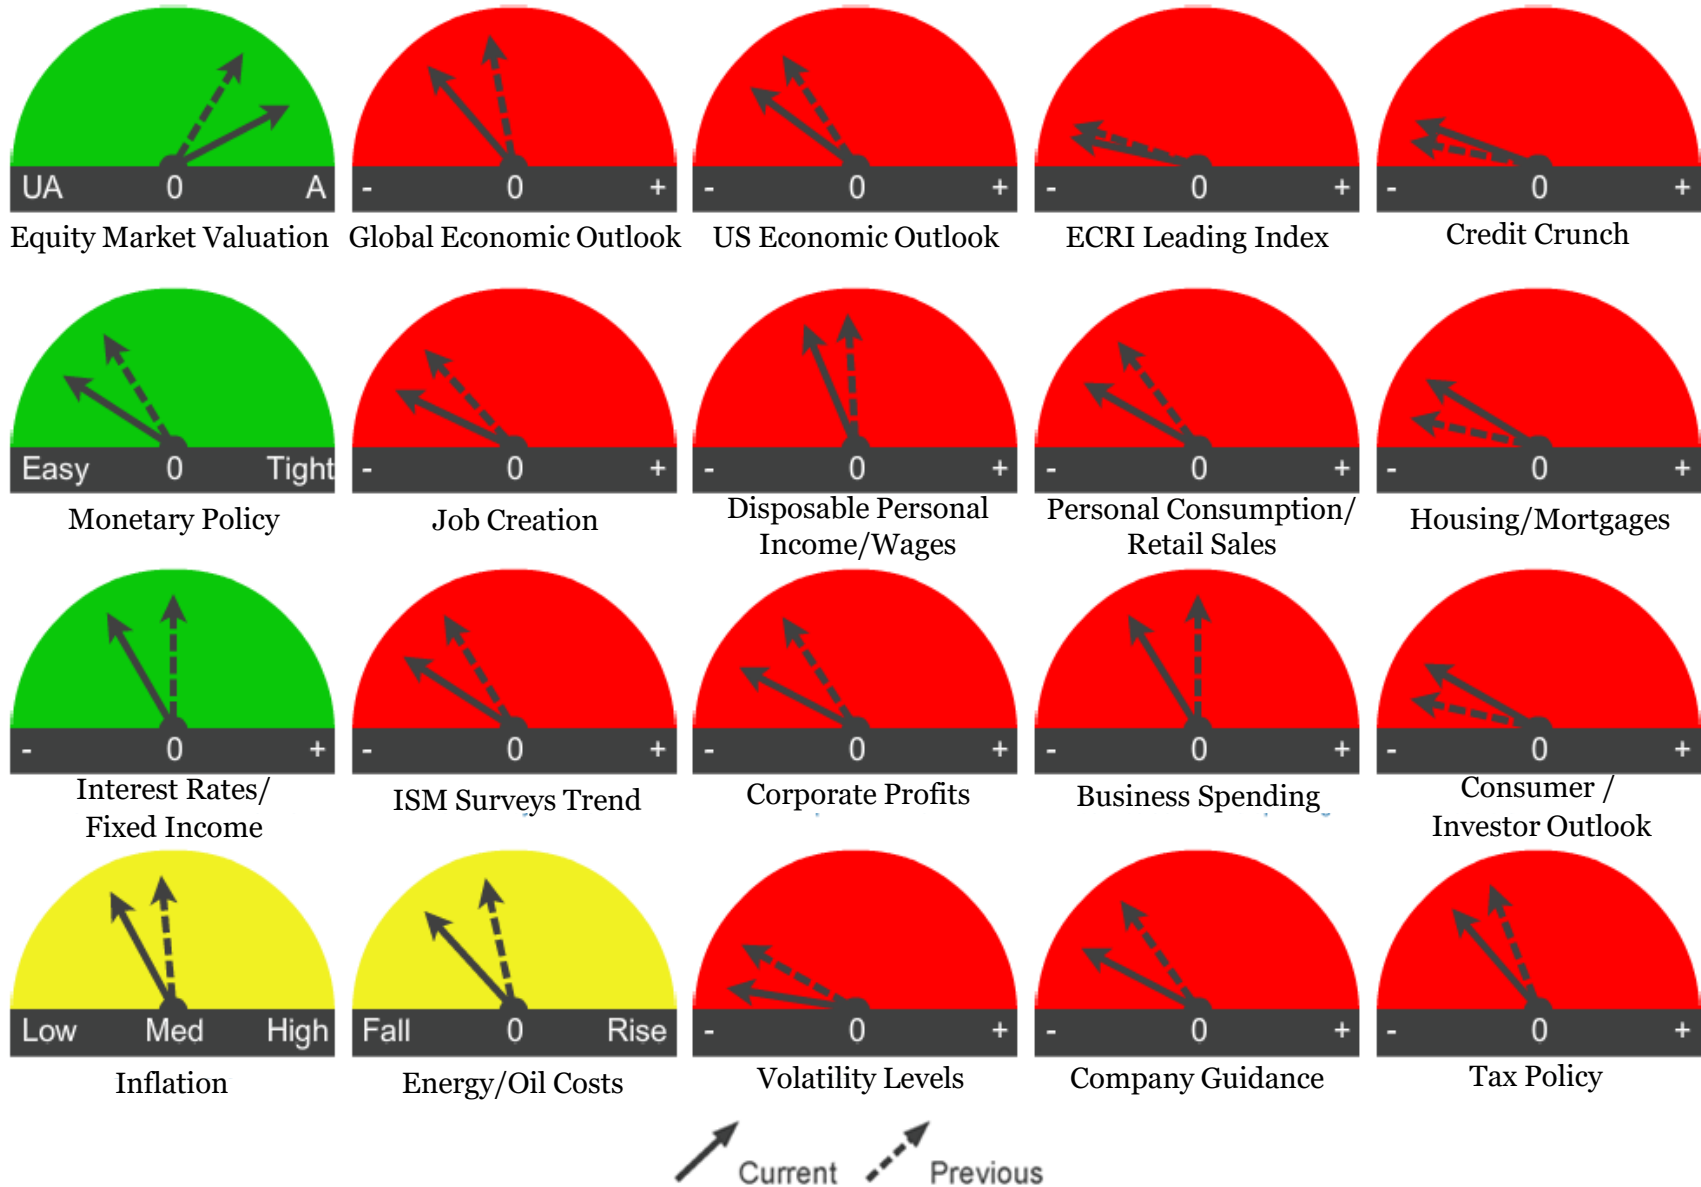 UA 0 A
- 0 +
- 0 +
- 0 +
- 0 +
Equity Market Valuation
Global Economic Outlook
US Economic Outlook
ECRI Leading Index
Credit Crunch
Easy 0 Tight
- 0 +
- 0 +
- 0 +
- 0 +
Monetary Policy
Job Creation
Disposable Personal
Income/Wages
Personal Consumption/
Retail Sales
Housing/Mortgages
- 0 +
- 0 +
- 0 +
- 0 +
- 0 +
Interest Rates/
Fixed Income
ISM Surveys Trend
Corporate Profits
Business Spending
Consumer /
Investor Outlook
Low Med High
Fall 0 Rise
- 0 +
- 0 +
- 0 +
Inflation
Energy/Oil Costs
Volatility Levels
Company Guidance
Tax Policy
Current
Previous